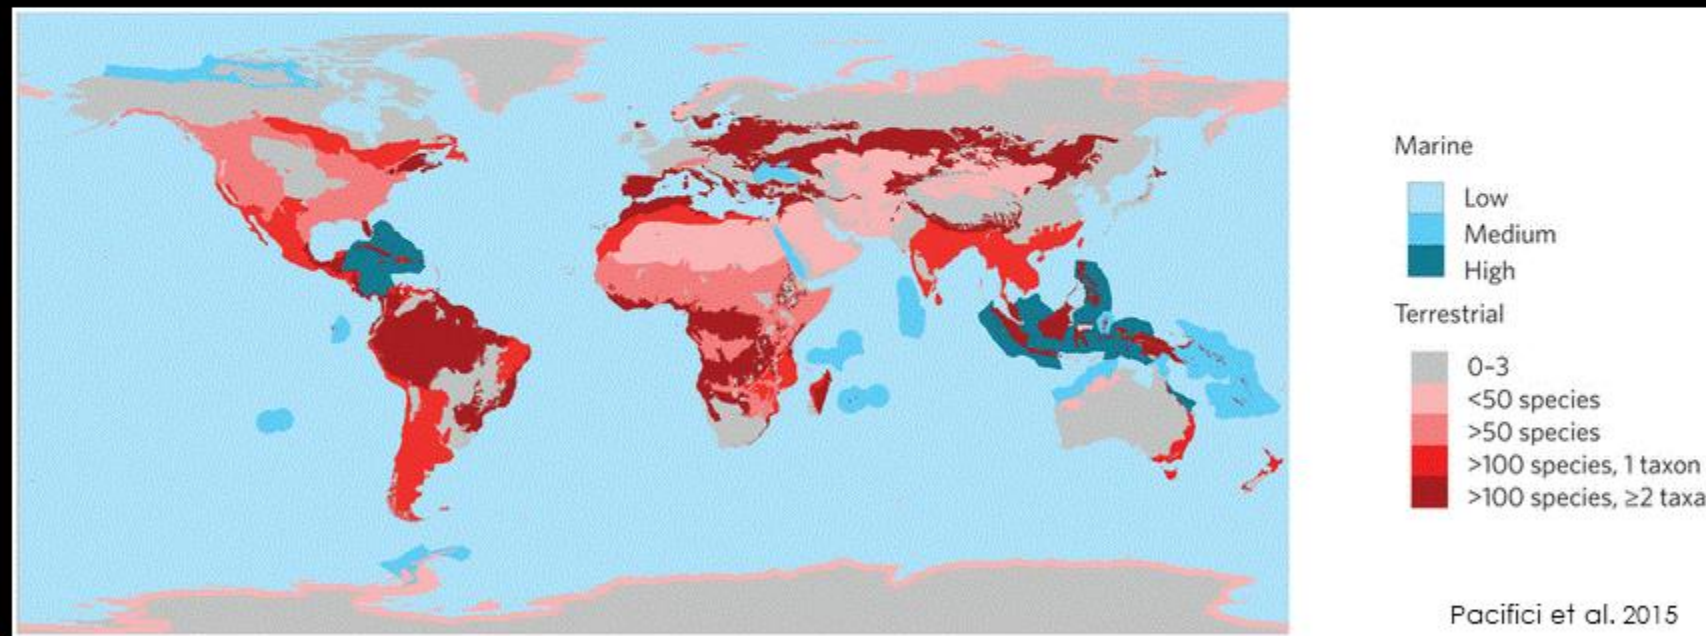 Marine
Low
Medium
High
Terrestrial
0-3
<50 species
>50 species
>100 species, 1 taxon
>100 species, ≥2 taxa
Pacifici et al. 2015